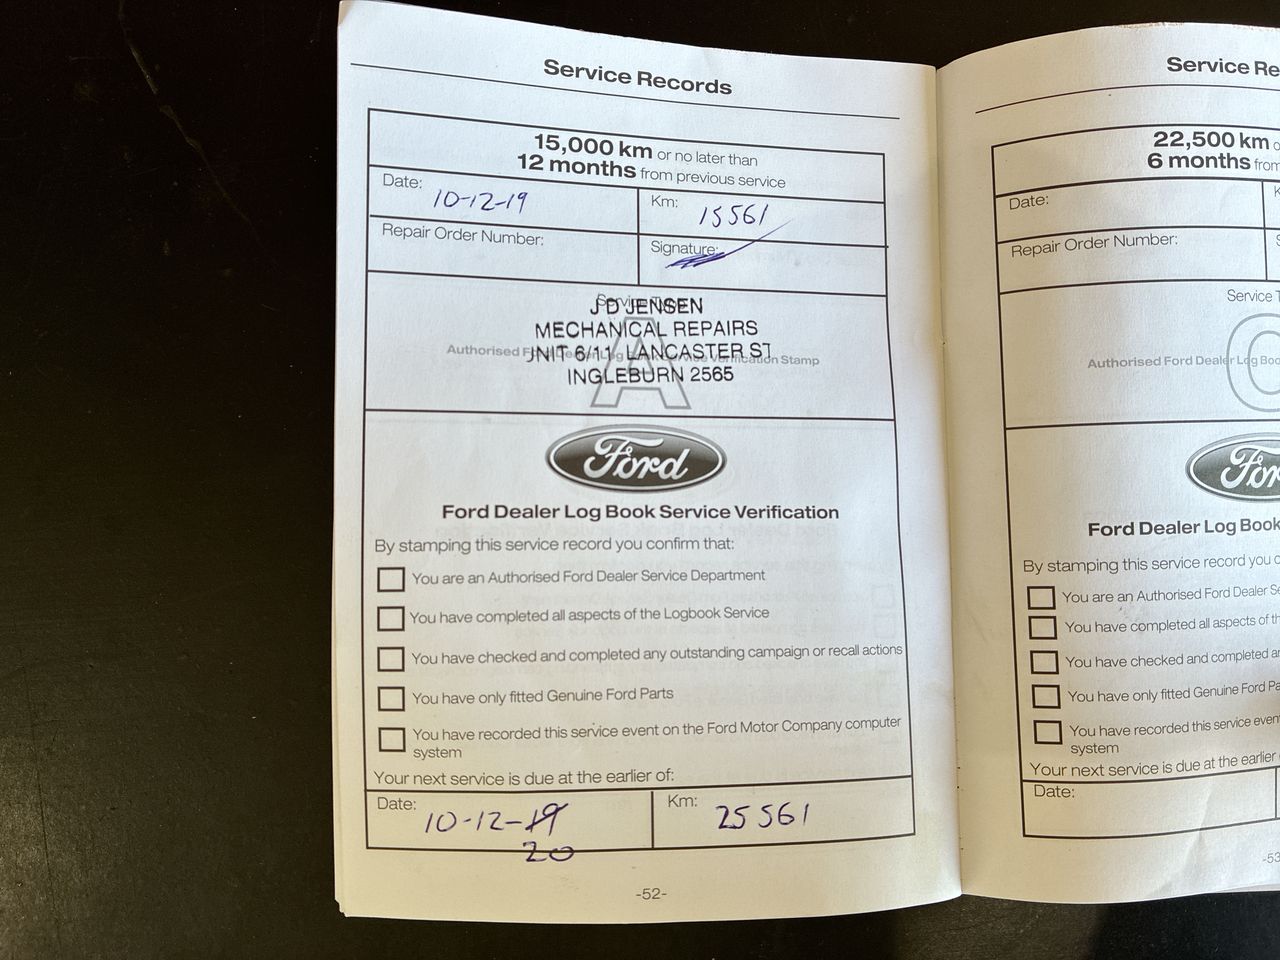 Service Records
15,000 km or no later than
12 months from previous service
Date: 10-12-19
Km: 15561
Repair Order Number:
Signature:
Service Type
J D JENSEN
MECHANICAL REPAIRS
UNIT 6/11 LANCASTER ST
INGLEBURN 2565
A
Authorised Ford Dealer Log Book Service Verification Stamp
Ford
Ford Dealer Log Book Service Verification
By stamping this service record you confirm that:
You are an Authorised Ford Dealer Service Department
You have completed all aspects of the Logbook Service
You have checked and completed any outstanding campaign or recall actions
You have only fitted Genuine Ford Parts
You have recorded this service event on the Ford Motor Company computer
system
Your next service is due at the earlier of:
Date: 10-12-19
20
Km: 25561
-52-
Service Re
22,500 km o
6 months from
Date:
K
Repair Order Number:
S
Service T
Authorised Ford Dealer Log Boo
For
Ford Dealer Log Book
By stamping this service record you c
You are an Authorised Ford Dealer Se
You have completed all aspects of th
You have checked and completed an
You have only fitted Genuine Ford Pa
You have recorded this service even
system
Your next service is due at the earlier
Date:
-53